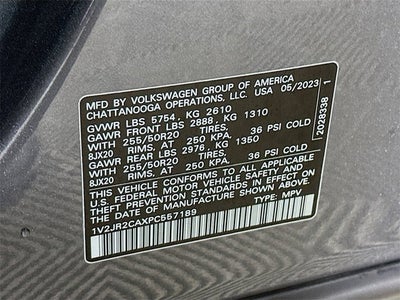 MFD BY VOLKSWAGEN GROUP OF AMERICA
CHATTANOOGA OPERATIONS, LLC. USA 05/2023
GVWR LBS 5754, KG 2610
GAWR FRONT LBS 2888, KG 1310
WITH 255/50R20 TIRES.
8JX20 RIMS. AT 250 KPA. 36 PSI COLD
GAWR REAR LBS 2976, KG 1350
WITH 255/50R20 TIRES.
8JX20 RIMS. AT 250 KPA. 36 PSI COLD
THIS VEHICLE CONFORMS TO ALL APPLICABLE
FEDERAL MOTOR VEHICLE SAFETY
STANDARDS IN EFFECT ON THE DATE OF
MANUFACTURE SHOWN ABOVE.
1V2JR2CAXPC557189 TYPE: MPV
2028338 1